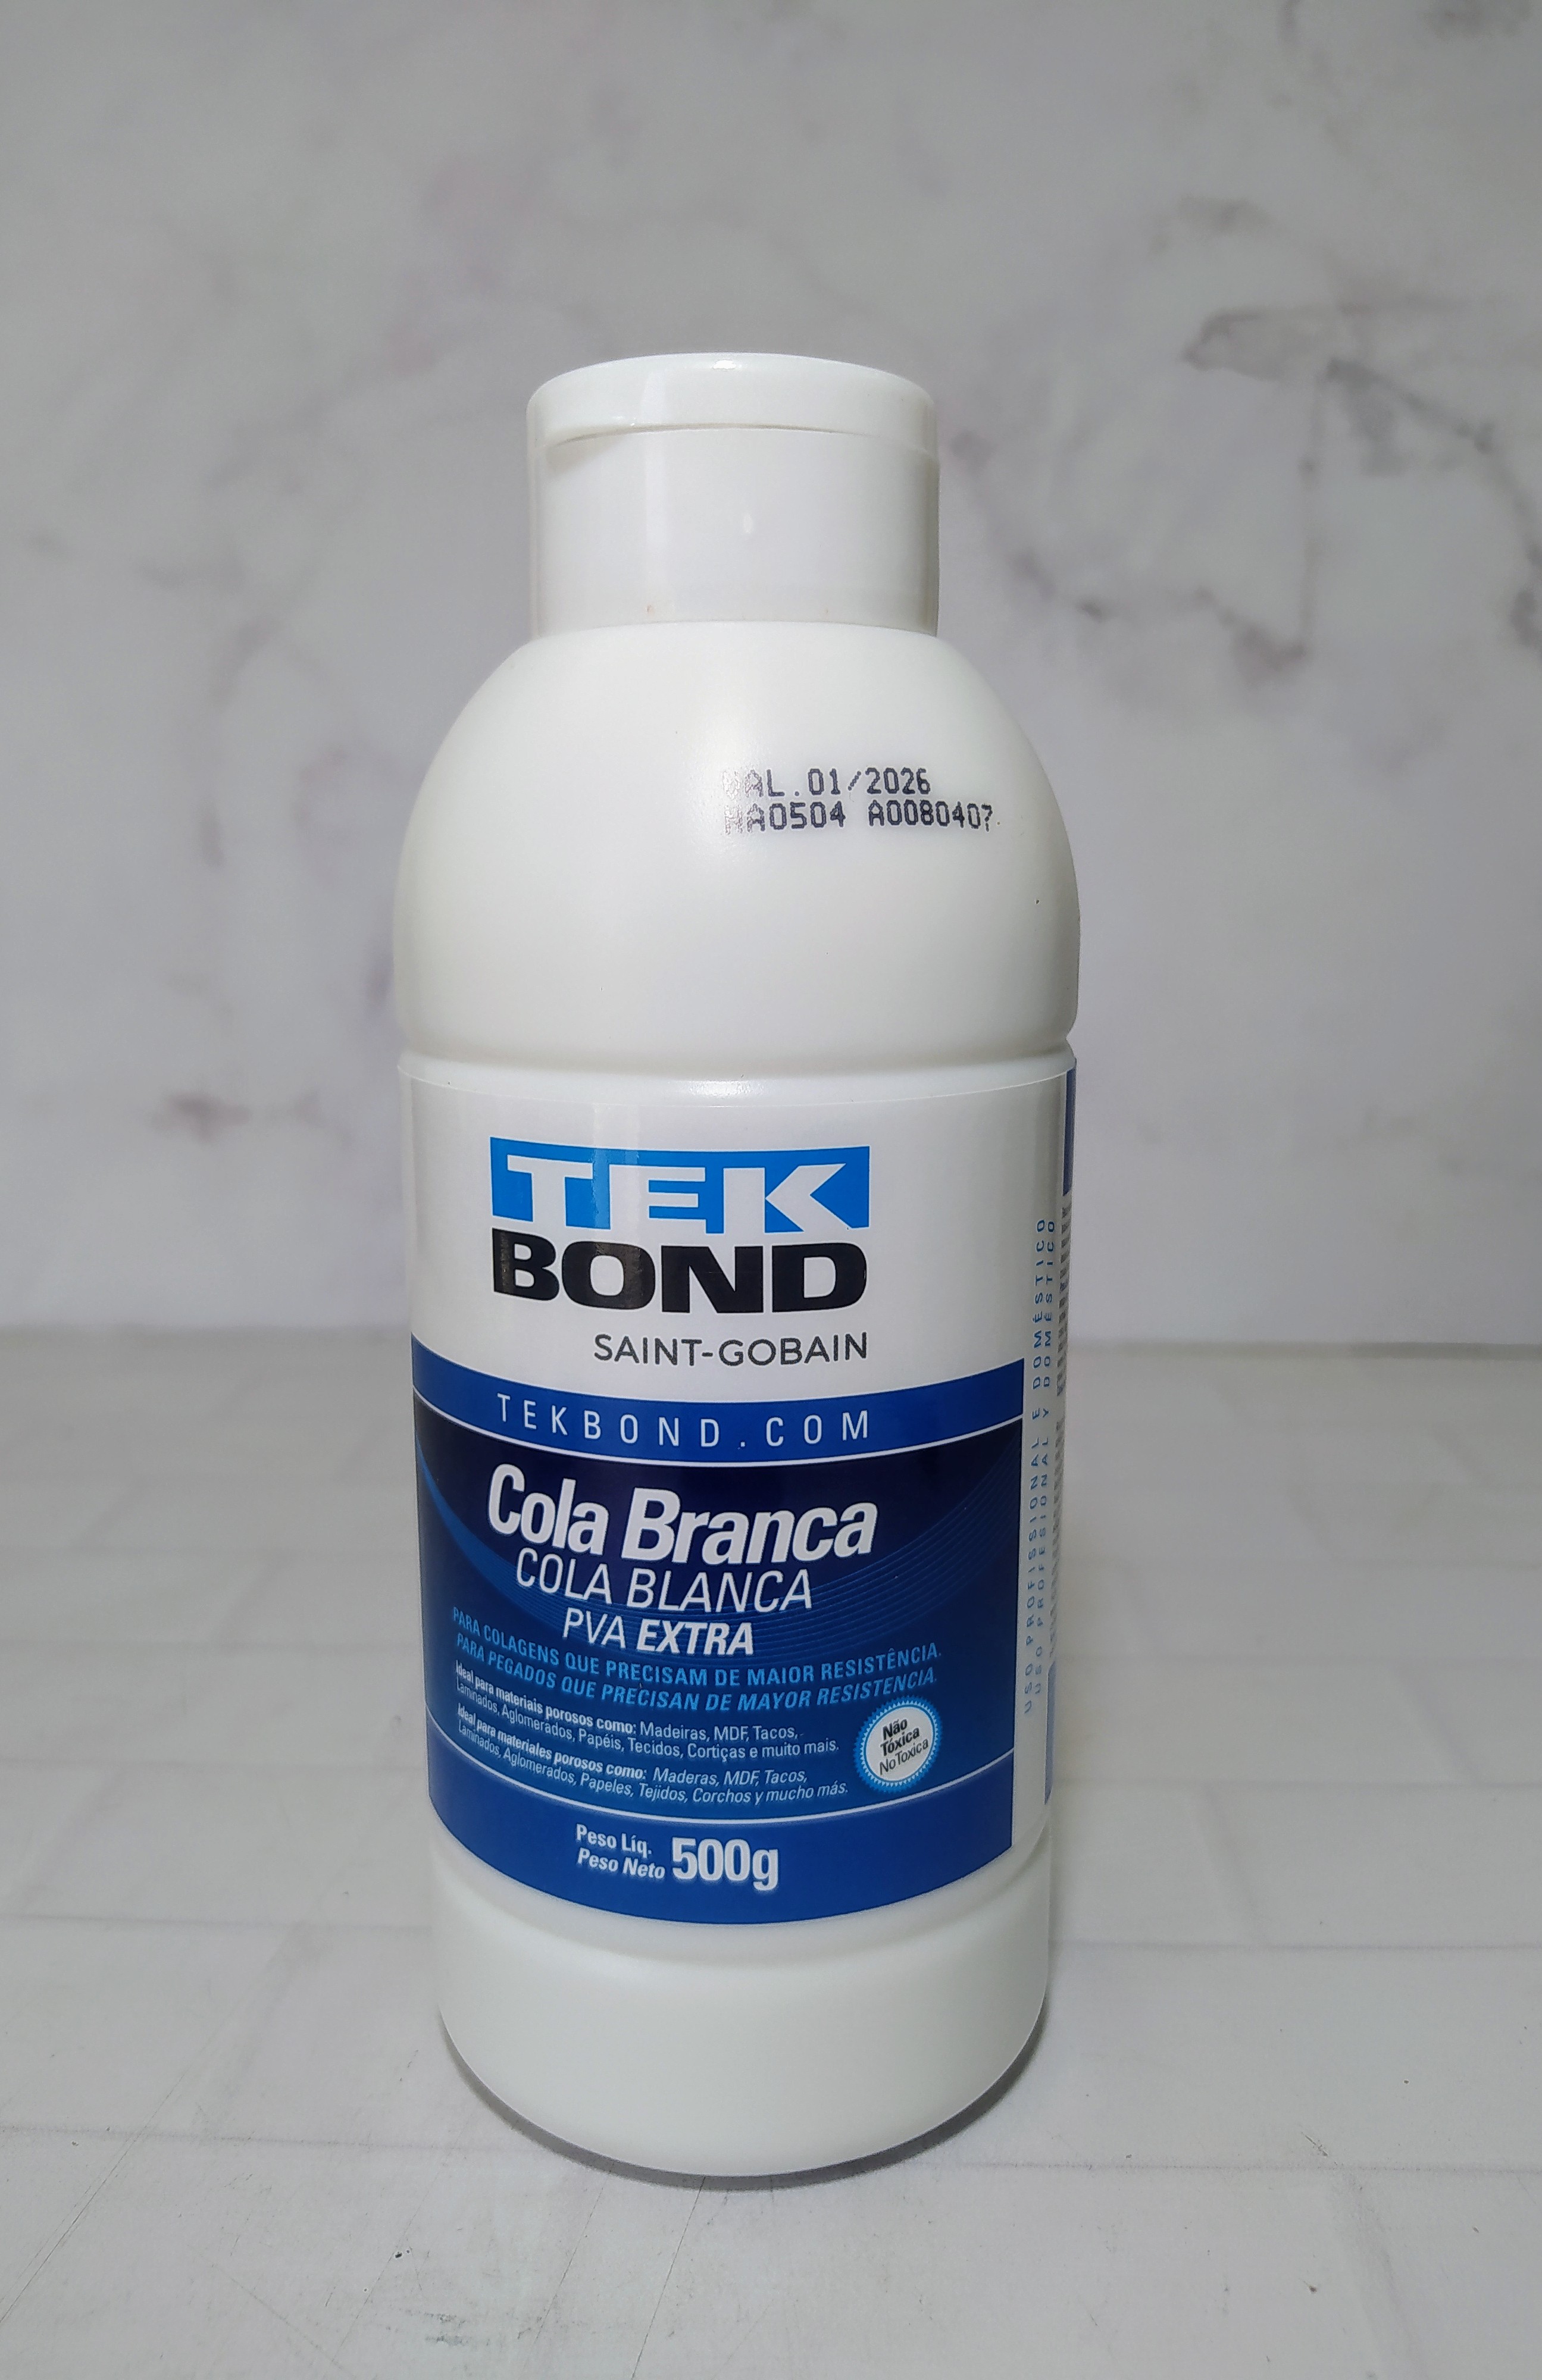 VAL.01/2026
MA0504 A0080407
TEK
BOND
SAINT-GOBAIN
TEKBOND.COM
Cola Branca
COLA BLANCA
PVA EXTRA
PARA COLAGENS QUE PRECISAM DE MAIOR RESISTÊNCIA.
PARA PEGADOS QUE PRECISAN DE MAYOR RESISTENCIA.
Ideal para materiais porosos como: Madeiras, MDF, Tacos,
Laminados, Aglomerados, Papéis, Tecidos, Cortiças e muito mais.
Ideal para materiales porosos como: Maderas, MDF, Tacos,
Laminados, Aglomerados, Papeles, Tejidos, Corchos y mucho más.
Não
Tóxica
No Toxica
Peso Líq.
Peso Neto
500g
USO PROFISSIONAL E DOMÉSTICO
USO PROFESIONAL Y DOMÉSTICO